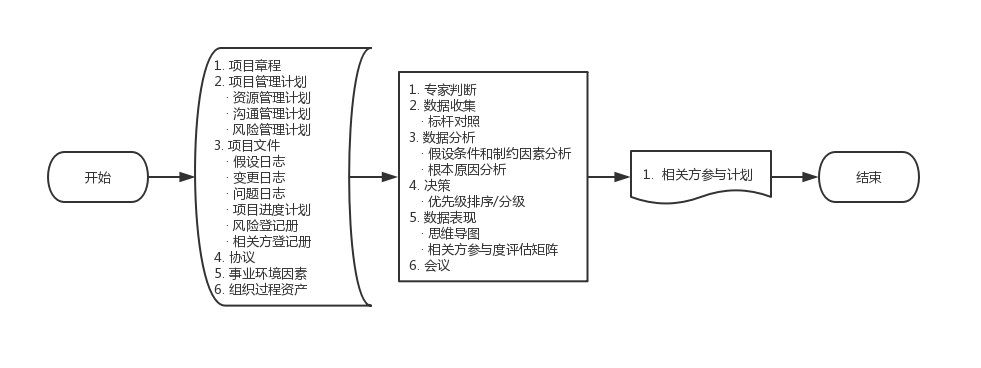 开始
1. 项目章程
2. 项目管理计划
· 资源管理计划
· 沟通管理计划
· 风险管理计划
3. 项目文件
· 假设日志
· 变更日志
· 问题日志
· 项目进度计划
· 风险登记册
· 相关方登记册
4. 协议
5. 事业环境因素
6. 组织过程资产
1. 专家判断
2. 数据收集
· 标杆对照
3. 数据分析
· 假设条件和制约因素分析
· 根本原因分析
4. 决策
· 优先级排序/分级
5. 数据表现
· 思维导图
· 相关方参与度评估矩阵
6. 会议
1. 相关方参与计划
结束